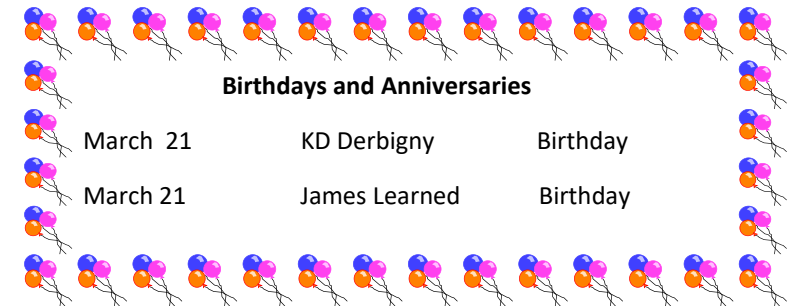 Birthdays and Anniversaries
March 21 KD Derbigny Birthday
March 21 James Learned Birthday